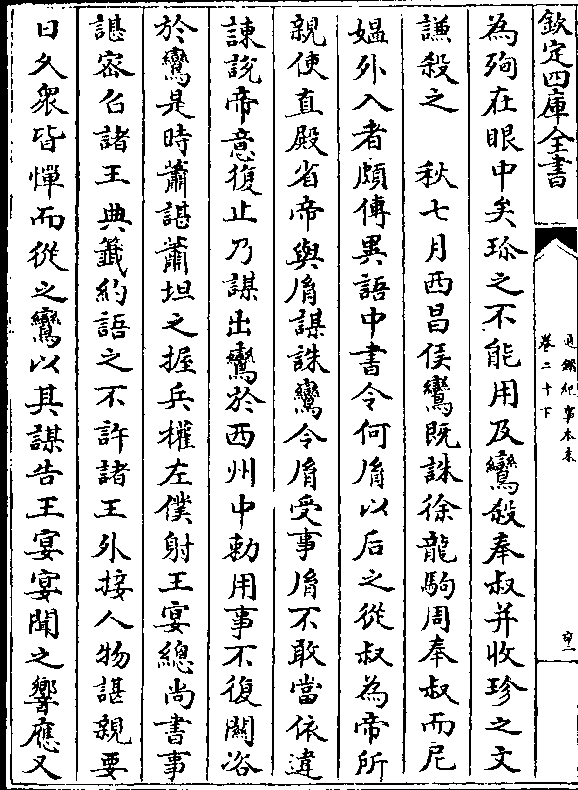 欽定四庫全書
通鑑紀事本末
卷二十下
為殉在眼中矣珍之不能用及鸞殺奉叔并收珍之文
謙殺之　秋七月西昌侯鸞既誅徐龍駒周奉叔而尼
媼外入者頗傳異語中書令何胤以后之從叔為帝所
親使直殿省帝與胤謀誅鸞令胤受事胤不敢當依違
諫說帝意復止乃謀出鸞於西州中勅用事不復關咨
於鸞是時蕭諶蕭坦之握兵權左僕射王宴總尚書事
諶密召諸王典籤約語之不許諸王外接人物諶親要
日久衆皆憚而從之鸞以其謀告王宴宴聞之響應又